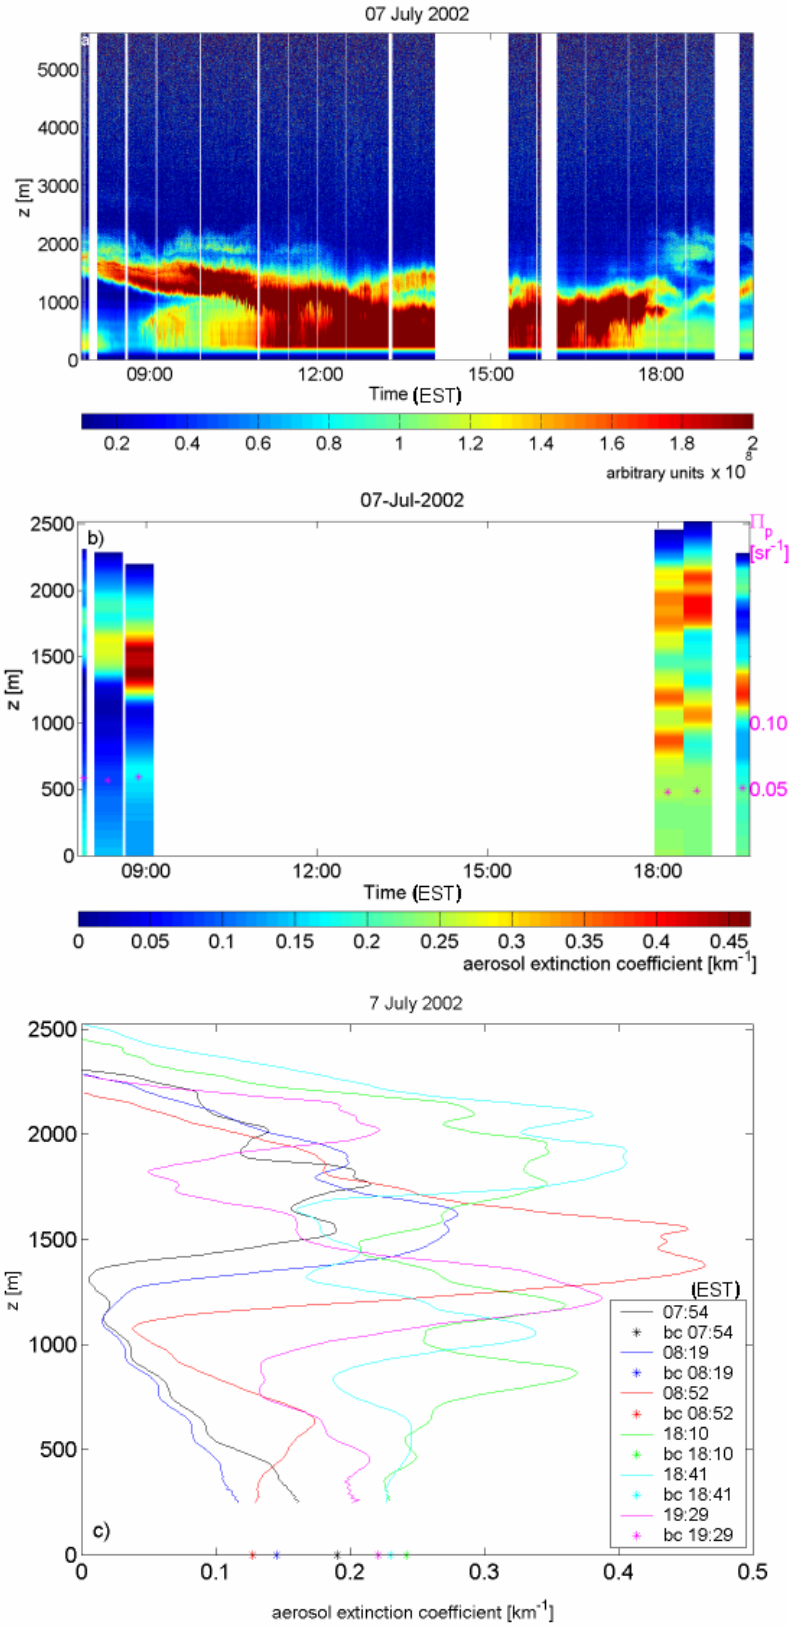 07 July 2002
a
5000
4000
3000
2000
1000
0
z [m]
09:00 12:00 15:00 18:00
Time (EST)
0.2 0.4 0.6 0.8 1 1.2 1.4 1.6 1.8 2
8
arbitrary units x 10
07-Jul-2002
b)
Πp
[sr-1]
2500
2000
1500
1000
500
0
z [m]
0.10
0.05
09:00 12:00 15:00 18:00
Time (EST)
0 0.05 0.1 0.15 0.2 0.25 0.3 0.35 0.4 0.45
aerosol extinction coefficient [km-1]
7 July 2002
2500
2000
1500
1000
500
0
z [m]
(EST)
07:54
bc 07:54
08:19
bc 08:19
08:52
bc 08:52
18:10
bc 18:10
18:41
bc 18:41
19:29
bc 19:29
c)
0 0.1 0.2 0.3 0.4 0.5
aerosol extinction coefficient [km-1]